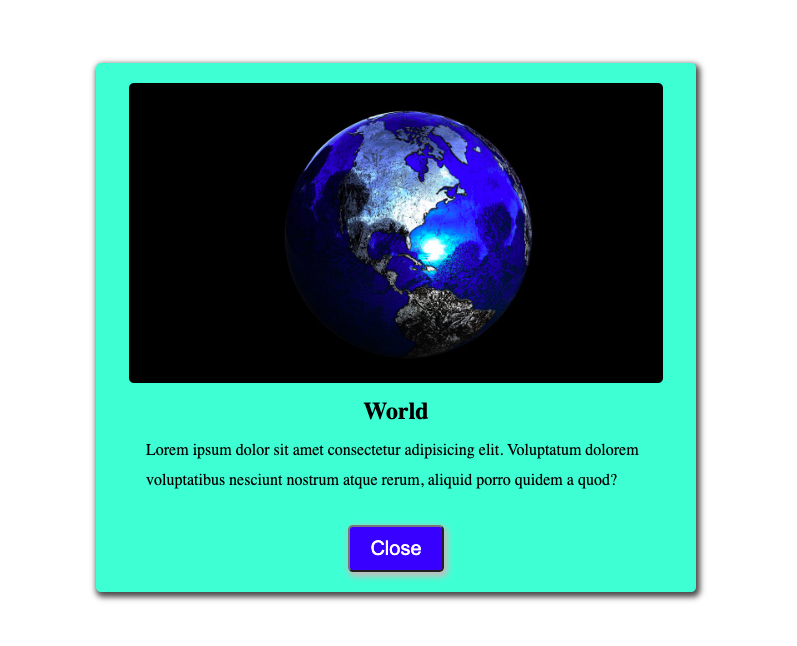 World
Lorem ipsum dolor sit amet consectetur adipisicing elit. Voluptatum dolorem
voluptatibus nesciunt nostrum atque rerum, aliquid porro quidem a quod?
Close